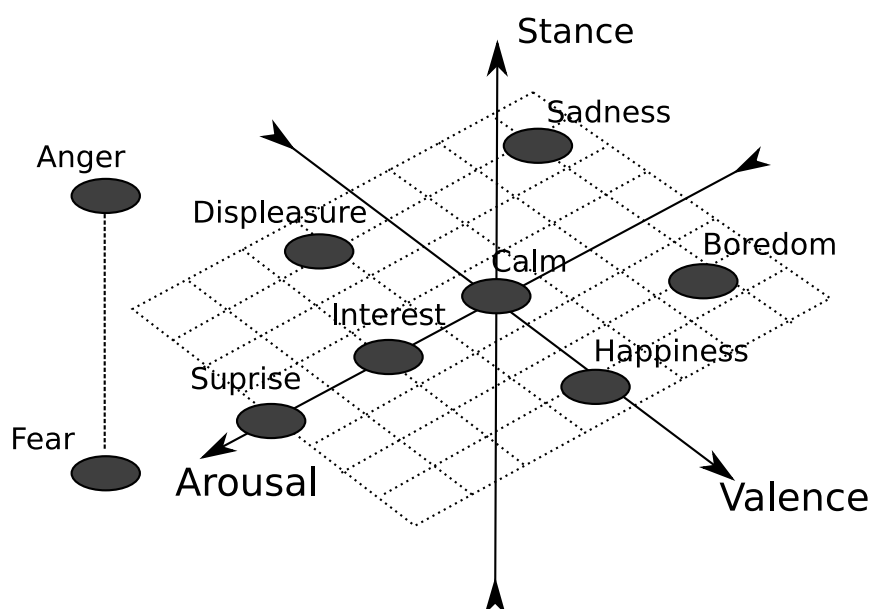 Stance
Sadness
Anger
Displeasure
Boredom
Calm
Interest
Happiness
Suprise
Fear
Arousal
Valence